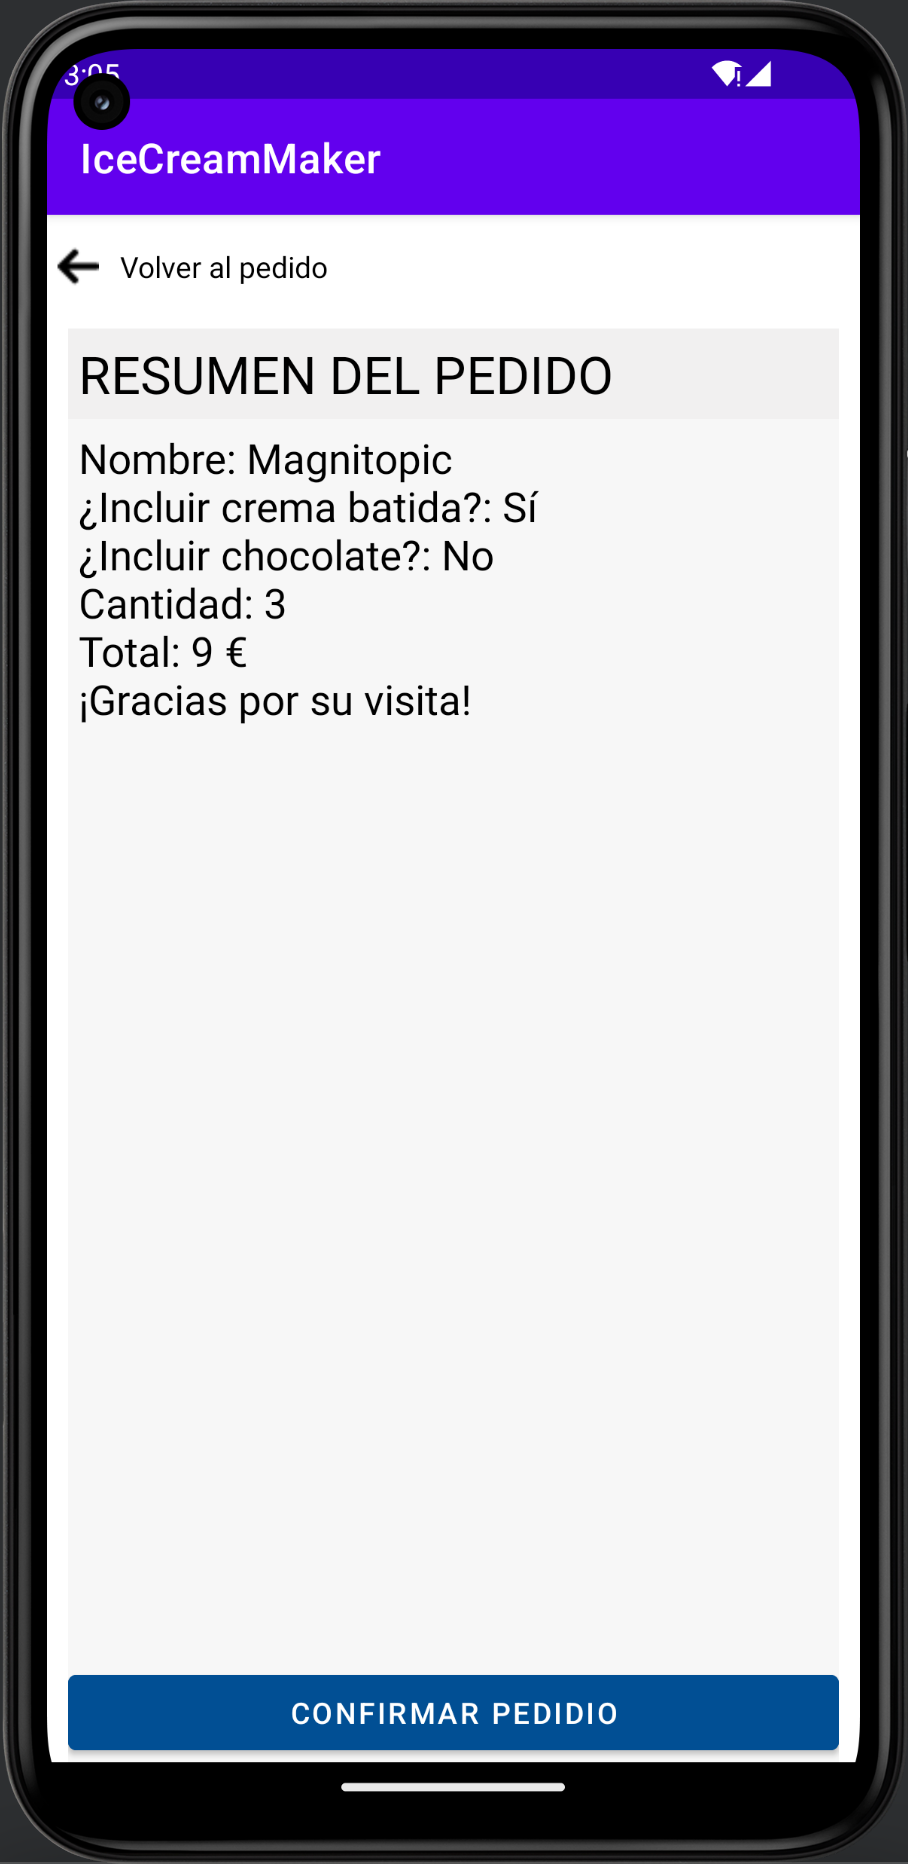 3:05
IceCreamMaker
Volver al pedido
RESUMEN DEL PEDIDO
Nombre: Magnitopic
¿Incluir crema batida?: Sí
¿Incluir chocolate?: No
Cantidad: 3
Total: 9 €
¡Gracias por su visita!
CONFIRMAR PEDIDIO